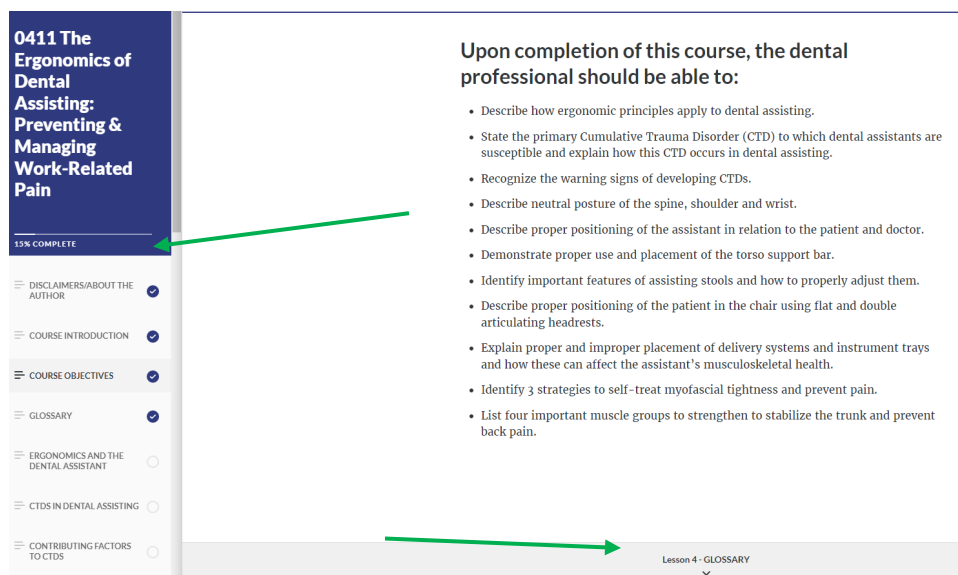 0411 The
Ergonomics of
Dental
Assisting:
Preventing &
Managing
Work-Related
Pain
15% COMPLETE
DISCLAIMERS/ABOUT THE
AUTHOR
COURSE INTRODUCTION
COURSE OBJECTIVES
GLOSSARY
ERGONOMICS AND THE
DENTAL ASSISTANT
CTDS IN DENTAL ASSISTING
CONTRIBUTING FACTORS
TO CTDS
Upon completion of this course, the dental
professional should be able to:
• Describe how ergonomic principles apply to dental assisting.
• State the primary Cumulative Trauma Disorder (CTD) to which dental assistants are
susceptible and explain how this CTD occurs in dental assisting.
• Recognize the warning signs of developing CTDs.
• Describe neutral posture of the spine, shoulder and wrist.
• Describe proper positioning of the assistant in relation to the patient and doctor.
• Demonstrate proper use and placement of the torso support bar.
• Identify important features of assisting stools and how to properly adjust them.
• Describe proper positioning of the patient in the chair using flat and double
articulating headrests.
• Explain proper and improper placement of delivery systems and instrument trays
and how these can affect the assistant's musculoskeletal health.
• Identify 3 strategies to self-treat myofascial tightness and prevent pain.
• List four important muscle groups to strengthen to stabilize the trunk and prevent
back pain.
Lesson 4 - GLOSSARY